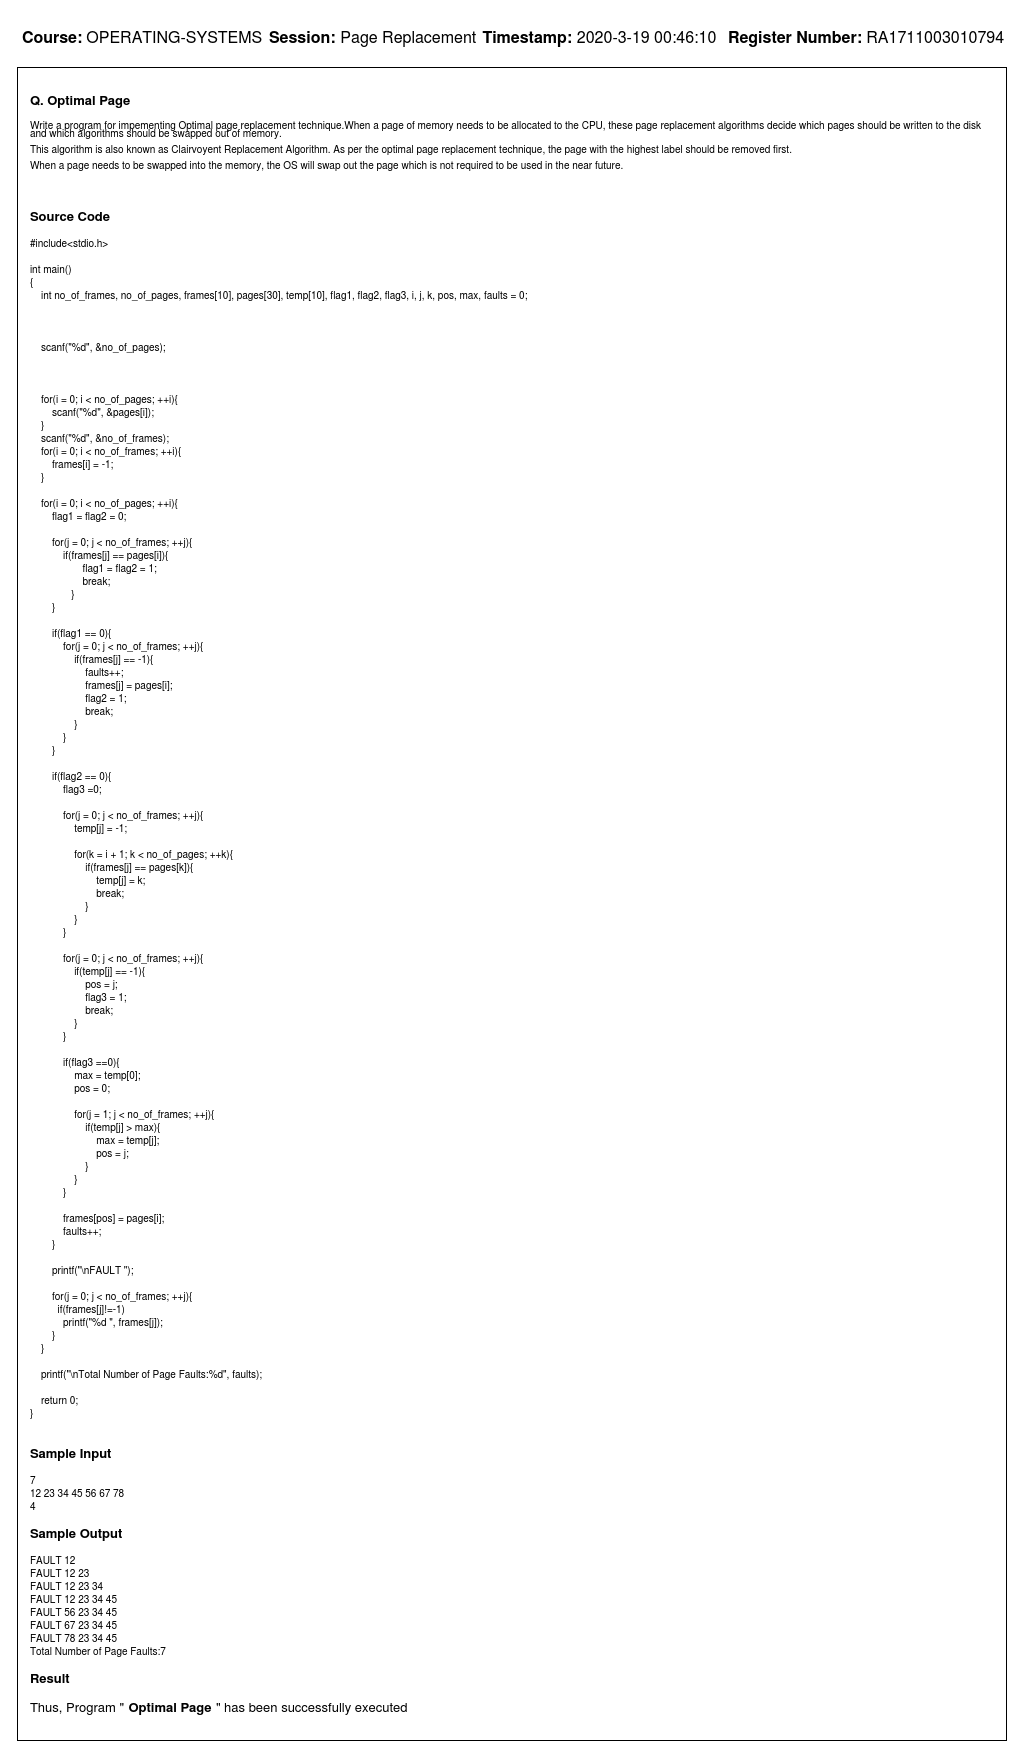 Course: OPERATING-SYSTEMS Session: Page Replacement Timestamp: 2020-3-19 00:46:10 Register Number: RA1711003010794
Q. Optimal Page
Write a program for impementing Optimal page replacement technique.When a page of memory needs to be allocated to the CPU, these page replacement algorithms decide which pages should be written to the disk
and which algorithms should be swapped out of memory.
This algorithm is also known as Clairvoyent Replacement Algorithm. As per the optimal page replacement technique, the page with the highest label should be removed first.
When a page needs to be swapped into the memory, the OS will swap out the page which is not required to be used in the near future.
Source Code
#include<stdio.h>
int main()
{
int no_of_frames, no_of_pages, frames[10], pages[30], temp[10], flag1, flag2, flag3, i, j, k, pos, max, faults = 0;
scanf("%d", &no_of_pages);
for(i = 0; i < no_of_pages; ++i){
scanf("%d", &pages[i]);
}
scanf("%d", &no_of_frames);
for(i = 0; i < no_of_frames; ++i){
frames[i] = -1;
}
for(i = 0; i < no_of_pages; ++i){
flag1 = flag2 = 0;
for(j = 0; j < no_of_frames; ++j){
if(frames[j] == pages[i]){
flag1 = flag2 = 1;
break;
}
}
if(flag1 == 0){
for(j = 0; j < no_of_frames; ++j){
if(frames[j] == -1){
faults++;
frames[j] = pages[i];
flag2 = 1;
break;
}
}
}
if(flag2 == 0){
flag3 =0;
for(j = 0; j < no_of_frames; ++j){
temp[j] = -1;
for(k = i + 1; k < no_of_pages; ++k){
if(frames[j] == pages[k]){
temp[j] = k;
break;
}
}
}
for(j = 0; j < no_of_frames; ++j){
if(temp[j] == -1){
pos = j;
flag3 = 1;
break;
}
}
if(flag3 ==0){
max = temp[0];
pos = 0;
for(j = 1; j < no_of_frames; ++j){
if(temp[j] > max){
max = temp[j];
pos = j;
}
}
}
frames[pos] = pages[i];
faults++;
}
printf("\nFAULT ");
for(j = 0; j < no_of_frames; ++j){
if(frames[j]!=-1)
printf("%d ", frames[j]);
}
}
printf("\nTotal Number of Page Faults:%d", faults);
return 0;
}
Sample Input
7
12 23 34 45 56 67 78
4
Sample Output
FAULT 12
FAULT 12 23
FAULT 12 23 34
FAULT 12 23 34 45
FAULT 56 23 34 45
FAULT 67 23 34 45
FAULT 78 23 34 45
Total Number of Page Faults:7
Result
Thus, Program " Optimal Page " has been successfully executed